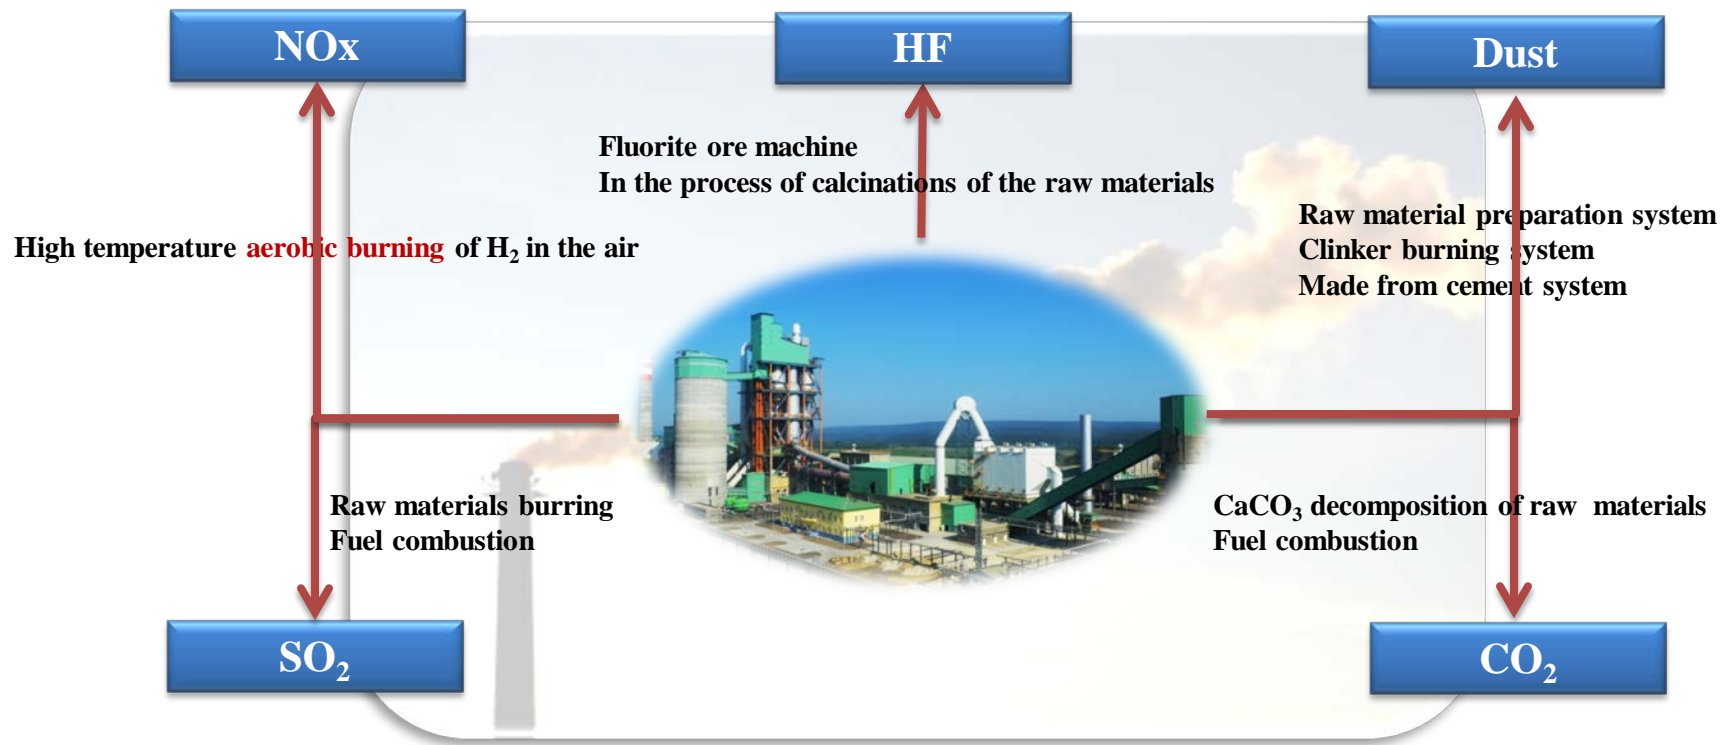 NOx
HF
Dust
Fluorite ore machine
In the process of calcinations of the raw materials
High temperature aerobic burning of H₂ in the air
Raw material preparation system
Clinker burning system
Made from cement system
Raw materials burring
Fuel combustion
CaCO₃ decomposition of raw materials
Fuel combustion
SO₂
CO₂